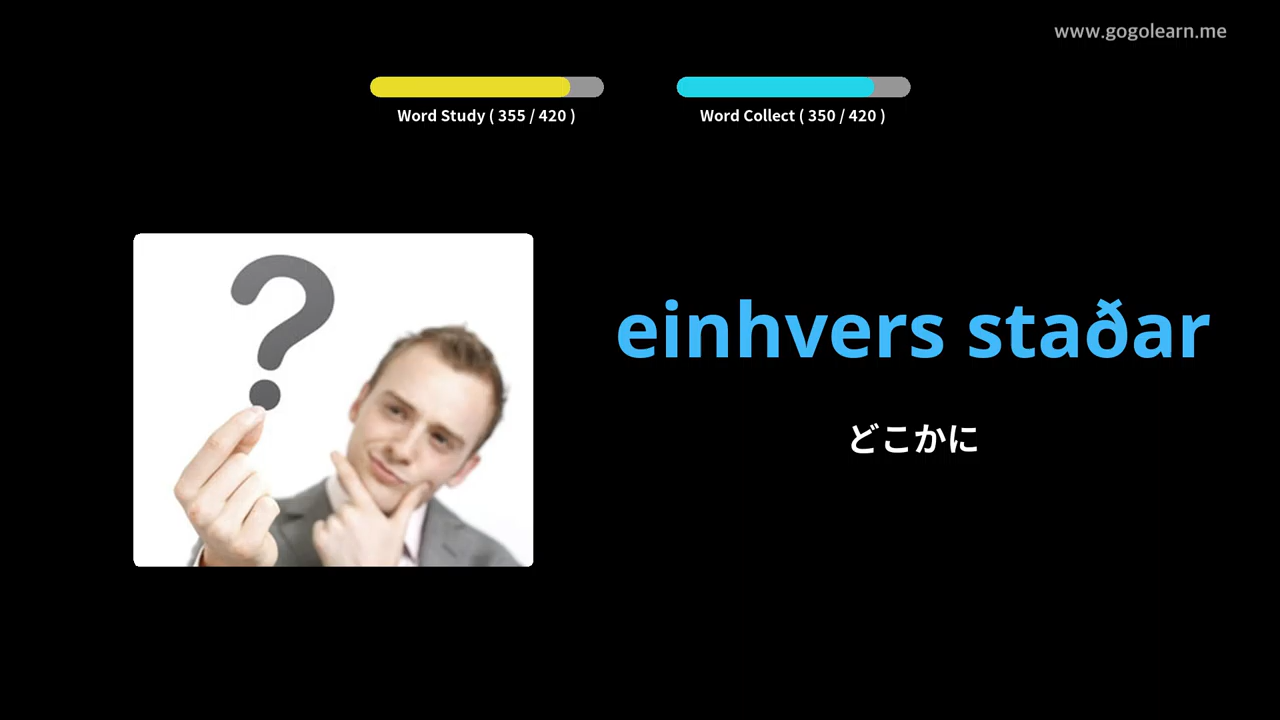 www.gogolearn.me
Word Study ( 355 / 420 )
Word Collect ( 350 / 420 )
einhvers staðar
どこかに